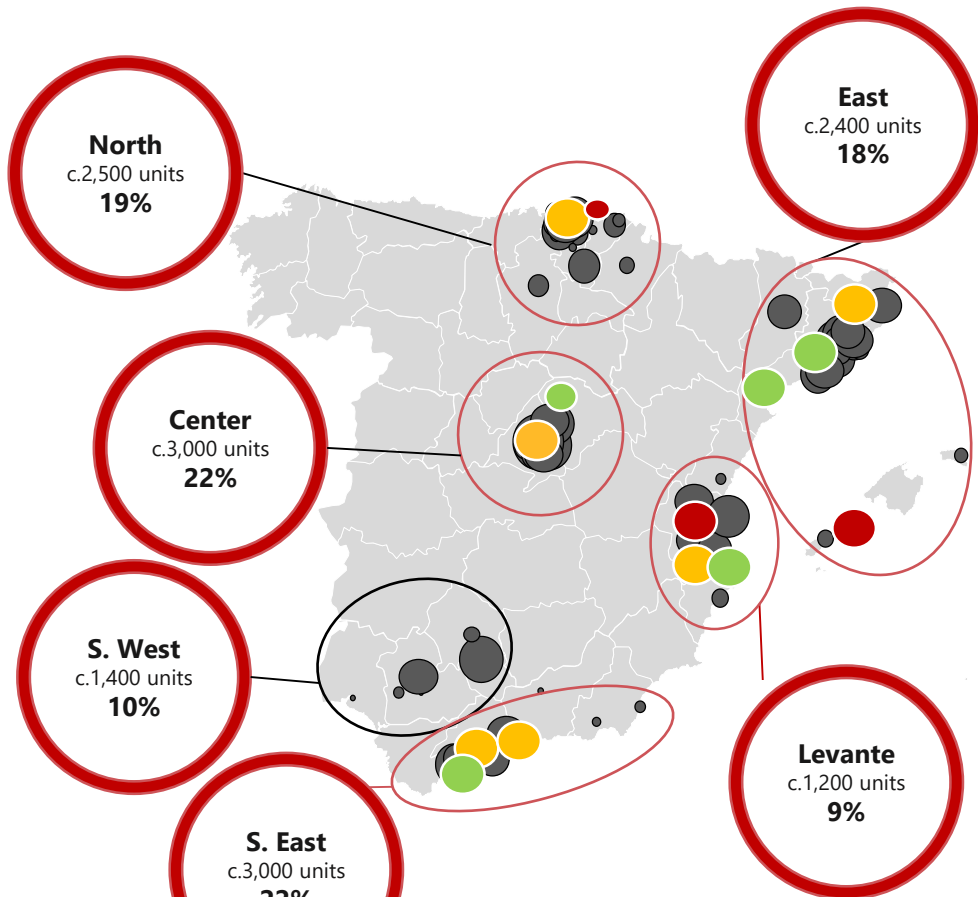 North
c.2,500 units
19%
East
c.2,400 units
18%
Center
c.3,000 units
22%
S. West
c.1,400 units
10%
Levante
c.1,200 units
9%
S. East
c.3,000 units